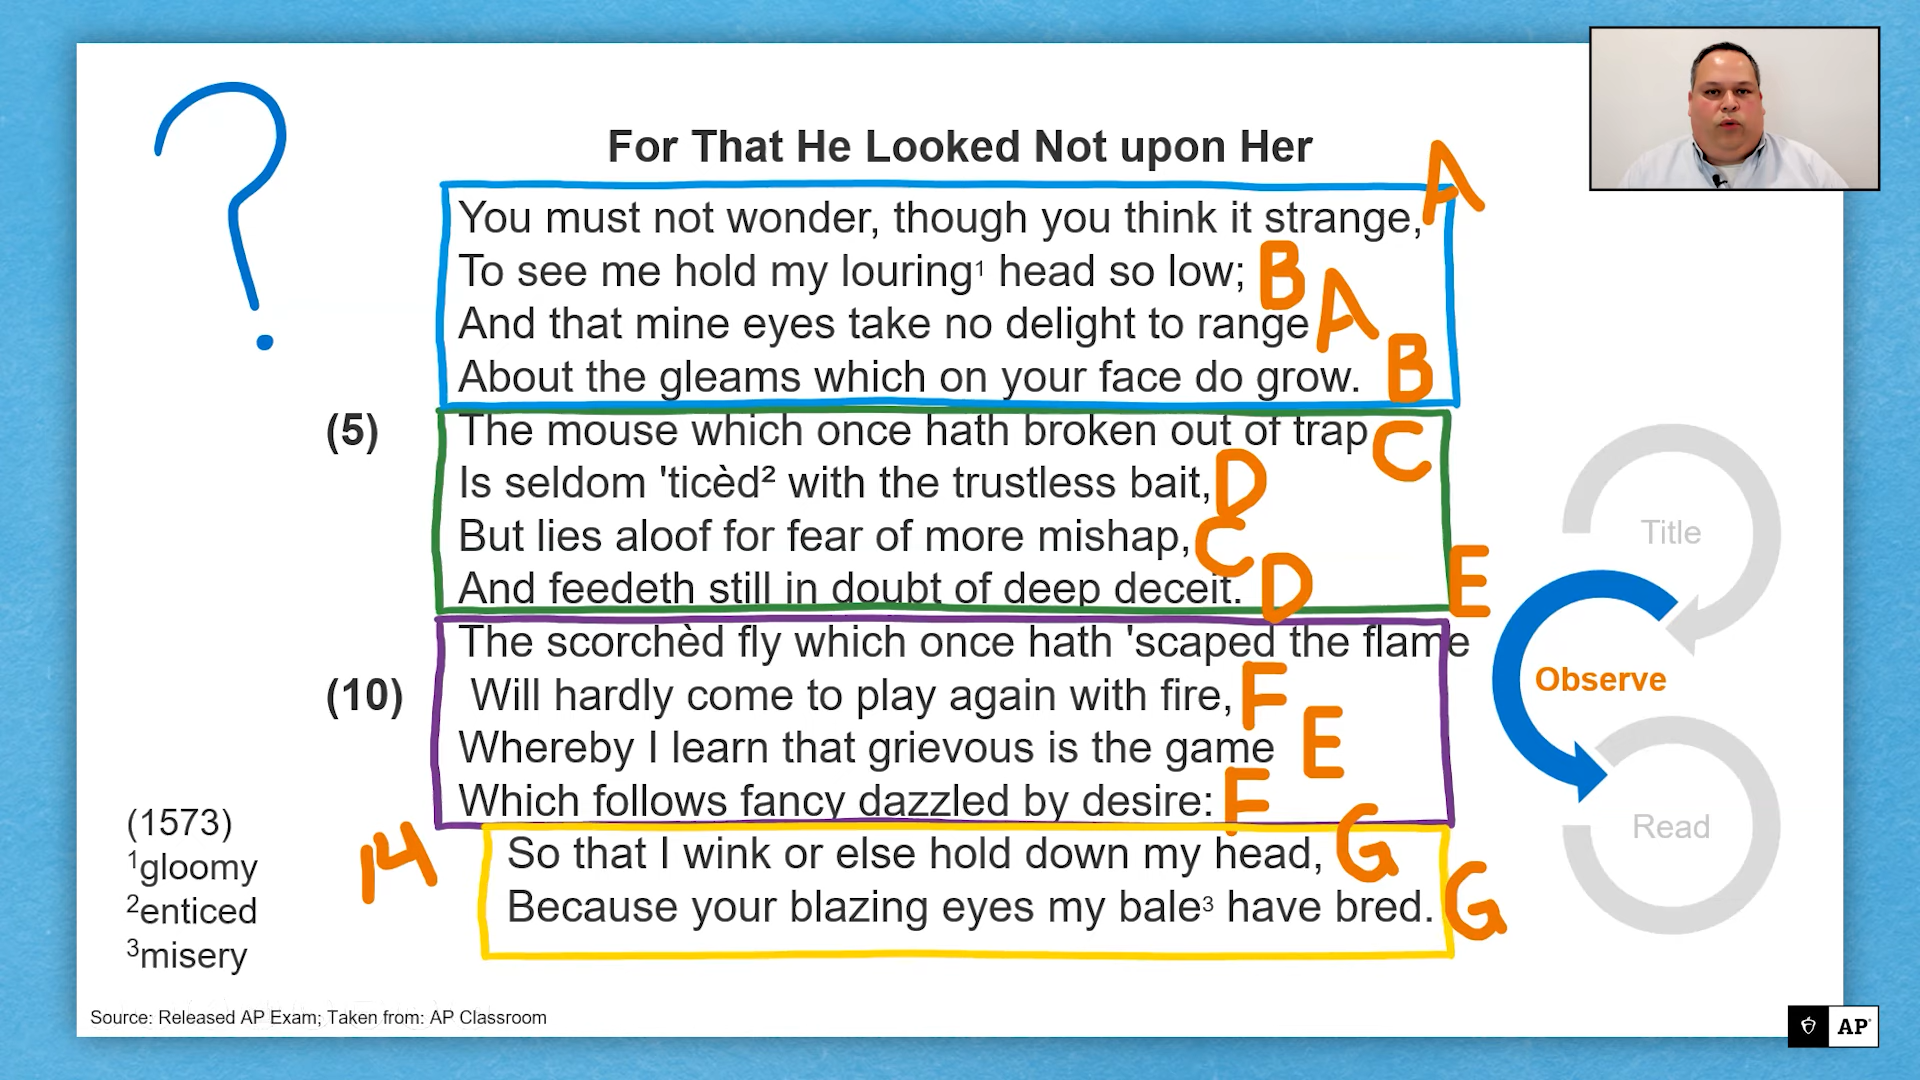 ?
For That He Looked Not upon Her
You must not wonder, though you think it strange, A
To see me hold my louring¹ head so low; B
And that mine eyes take no delight to range A
About the gleams which on your face do grow. B
(5) The mouse which once hath broken out of trap C
Is seldom 'ticèd² with the trustless bait, D
But lies aloof for fear of more mishap, C
And feedeth still in doubt of deep deceit. D
The scorchèd fly which once hath 'scaped the flame E
(10) Will hardly come to play again with fire, F
Whereby I learn that grievous is the game E
Which follows fancy dazzled by desire: F
14 So that I wink or else hold down my head, G
Because your blazing eyes my bale³ have bred. G
(1573)
¹gloomy
²enticed
³misery
Title
Observe
Read
Source: Released AP Exam; Taken from: AP Classroom
AP